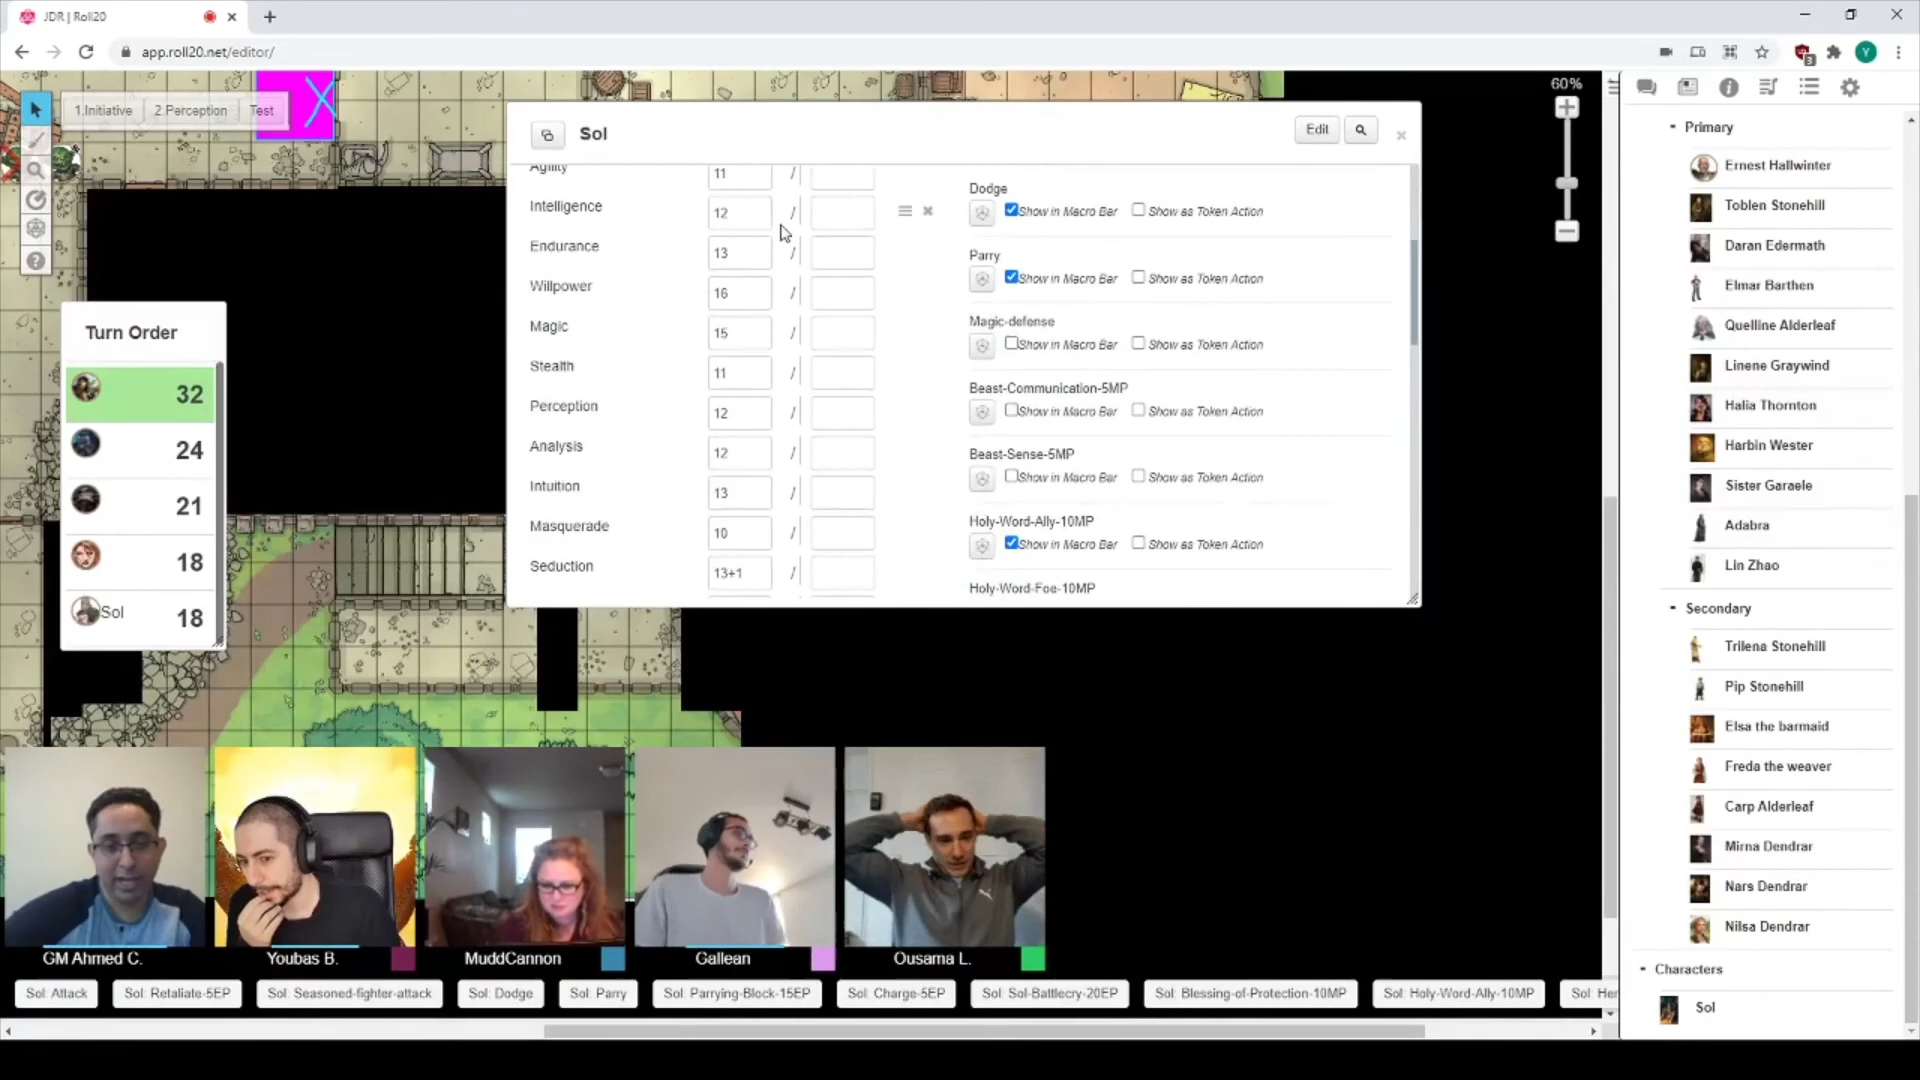 JDR | Roll20
app.roll20.net/editor/
3
Y
1.Initiative
2.Perception
Test
60%
Sol
Edit
Agility
11
/
Intelligence
12
/
Endurance
13
/
Willpower
16
/
Magic
15
/
Stealth
11
/
Perception
12
/
Analysis
12
/
Intuition
13
/
Masquerade
10
/
Seduction
13+1
/
Dodge
Show in Macro Bar
Show as Token Action
Parry
Show in Macro Bar
Show as Token Action
Magic-defense
Show in Macro Bar
Show as Token Action
Beast-Communication-5MP
Show in Macro Bar
Show as Token Action
Beast-Sense-5MP
Show in Macro Bar
Show as Token Action
Holy-Word-Ally-10MP
Show in Macro Bar
Show as Token Action
Holy-Word-Foe-10MP
Turn Order
32
24
21
18
Sol
18
Primary
Ernest Hallwinter
Toblen Stonehill
Daran Edermath
Elmar Barthen
Quelline Alderleaf
Linene Graywind
Halia Thornton
Harbin Wester
Sister Garaele
Adabra
Lin Zhao
Secondary
Trilena Stonehill
Pip Stonehill
Elsa the barmaid
Freda the weaver
Carp Alderleaf
Mirna Dendrar
Nars Dendrar
Nilsa Dendrar
Characters
Sol
GM Ahmed C.
Youbas B.
MuddCannon
Gallean
Ousama L.
Sol: Attack
Sol: Retaliate-5EP
Sol: Seasoned-fighter-attack
Sol: Dodge
Sol: Parry
Sol: Parrying-Block-15EP
Sol: Charge-5EP
Sol: Sol-Battlecry-20EP
Sol: Blessing-of-Protection-10MP
Sol: Holy-Word-Ally-10MP
Sol: Her